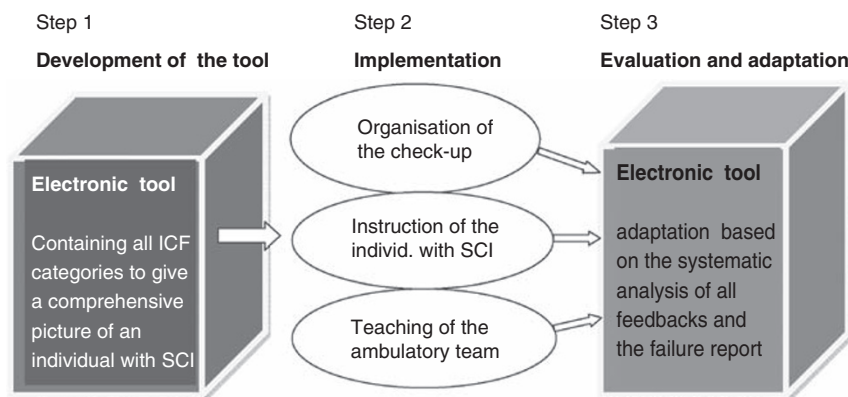 Step 1
Development of the tool
Electronic tool
Containing all ICF
categories to give
a comprehensive
picture of an
individual with SCI
Step 2
Implementation
Organisation of
the check-up
Instruction of the
individ. with SCI
Teaching of the
ambulatory team
Step 3
Evaluation and adaptation
Electronic tool
adaptation based
on the systematic
analysis of all
feedbacks and
the failure report